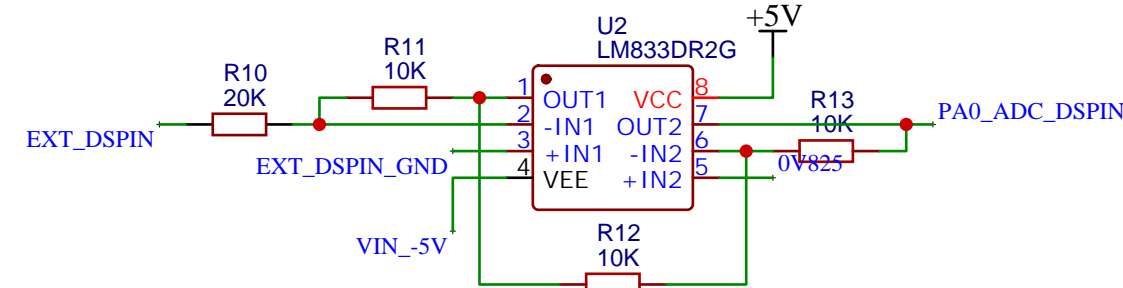 +5V
U2
LM833DR2G
R11
10K
R10
20K
EXT_DSPIN
EXT_DSPIN_GND
VIN_-5V
1
2
3
4
OUT1
-IN1
+IN1
VEE
VCC
OUT2
-IN2
+IN2
8
7
6
5
R13
10K
0V825
PA0_ADC_DSPIN
R12
10K